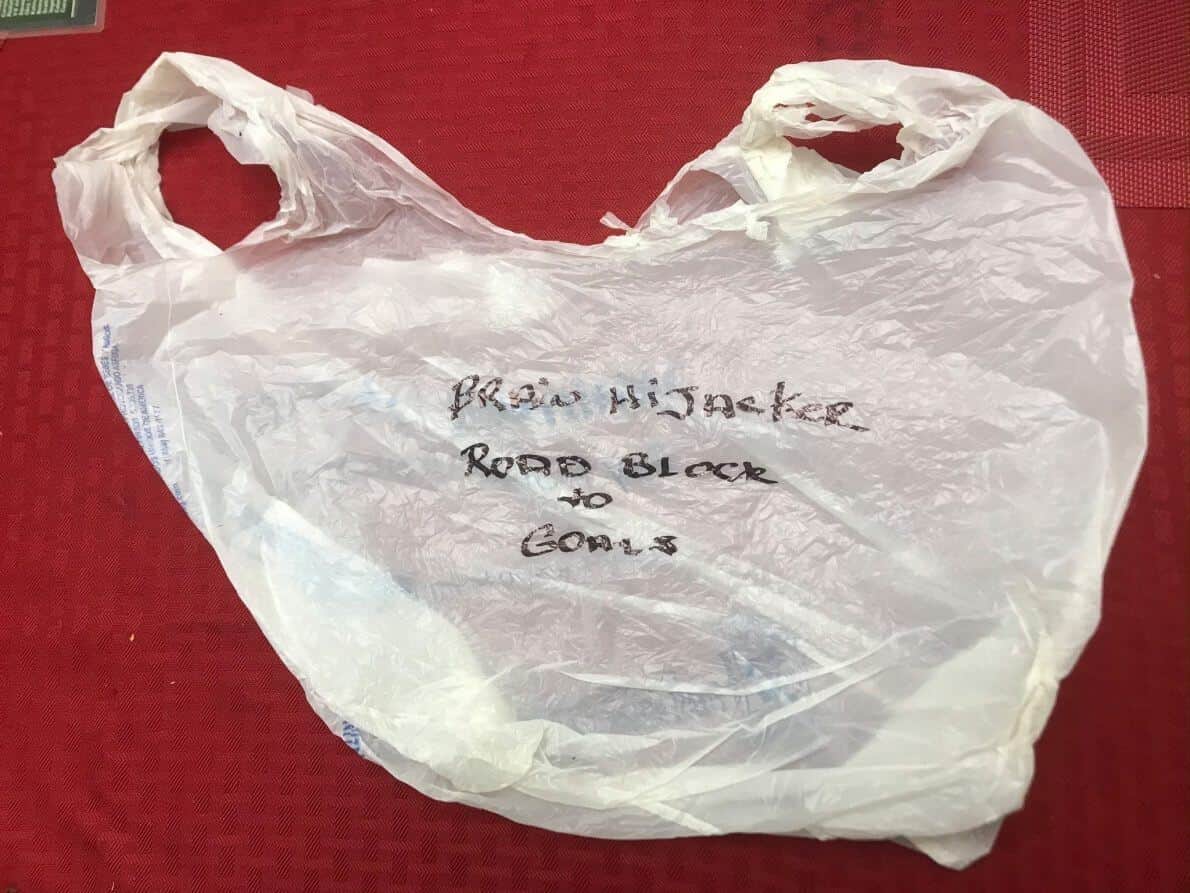 BRAIN HiJACKER
ROAD BLOCK
to
GOALS